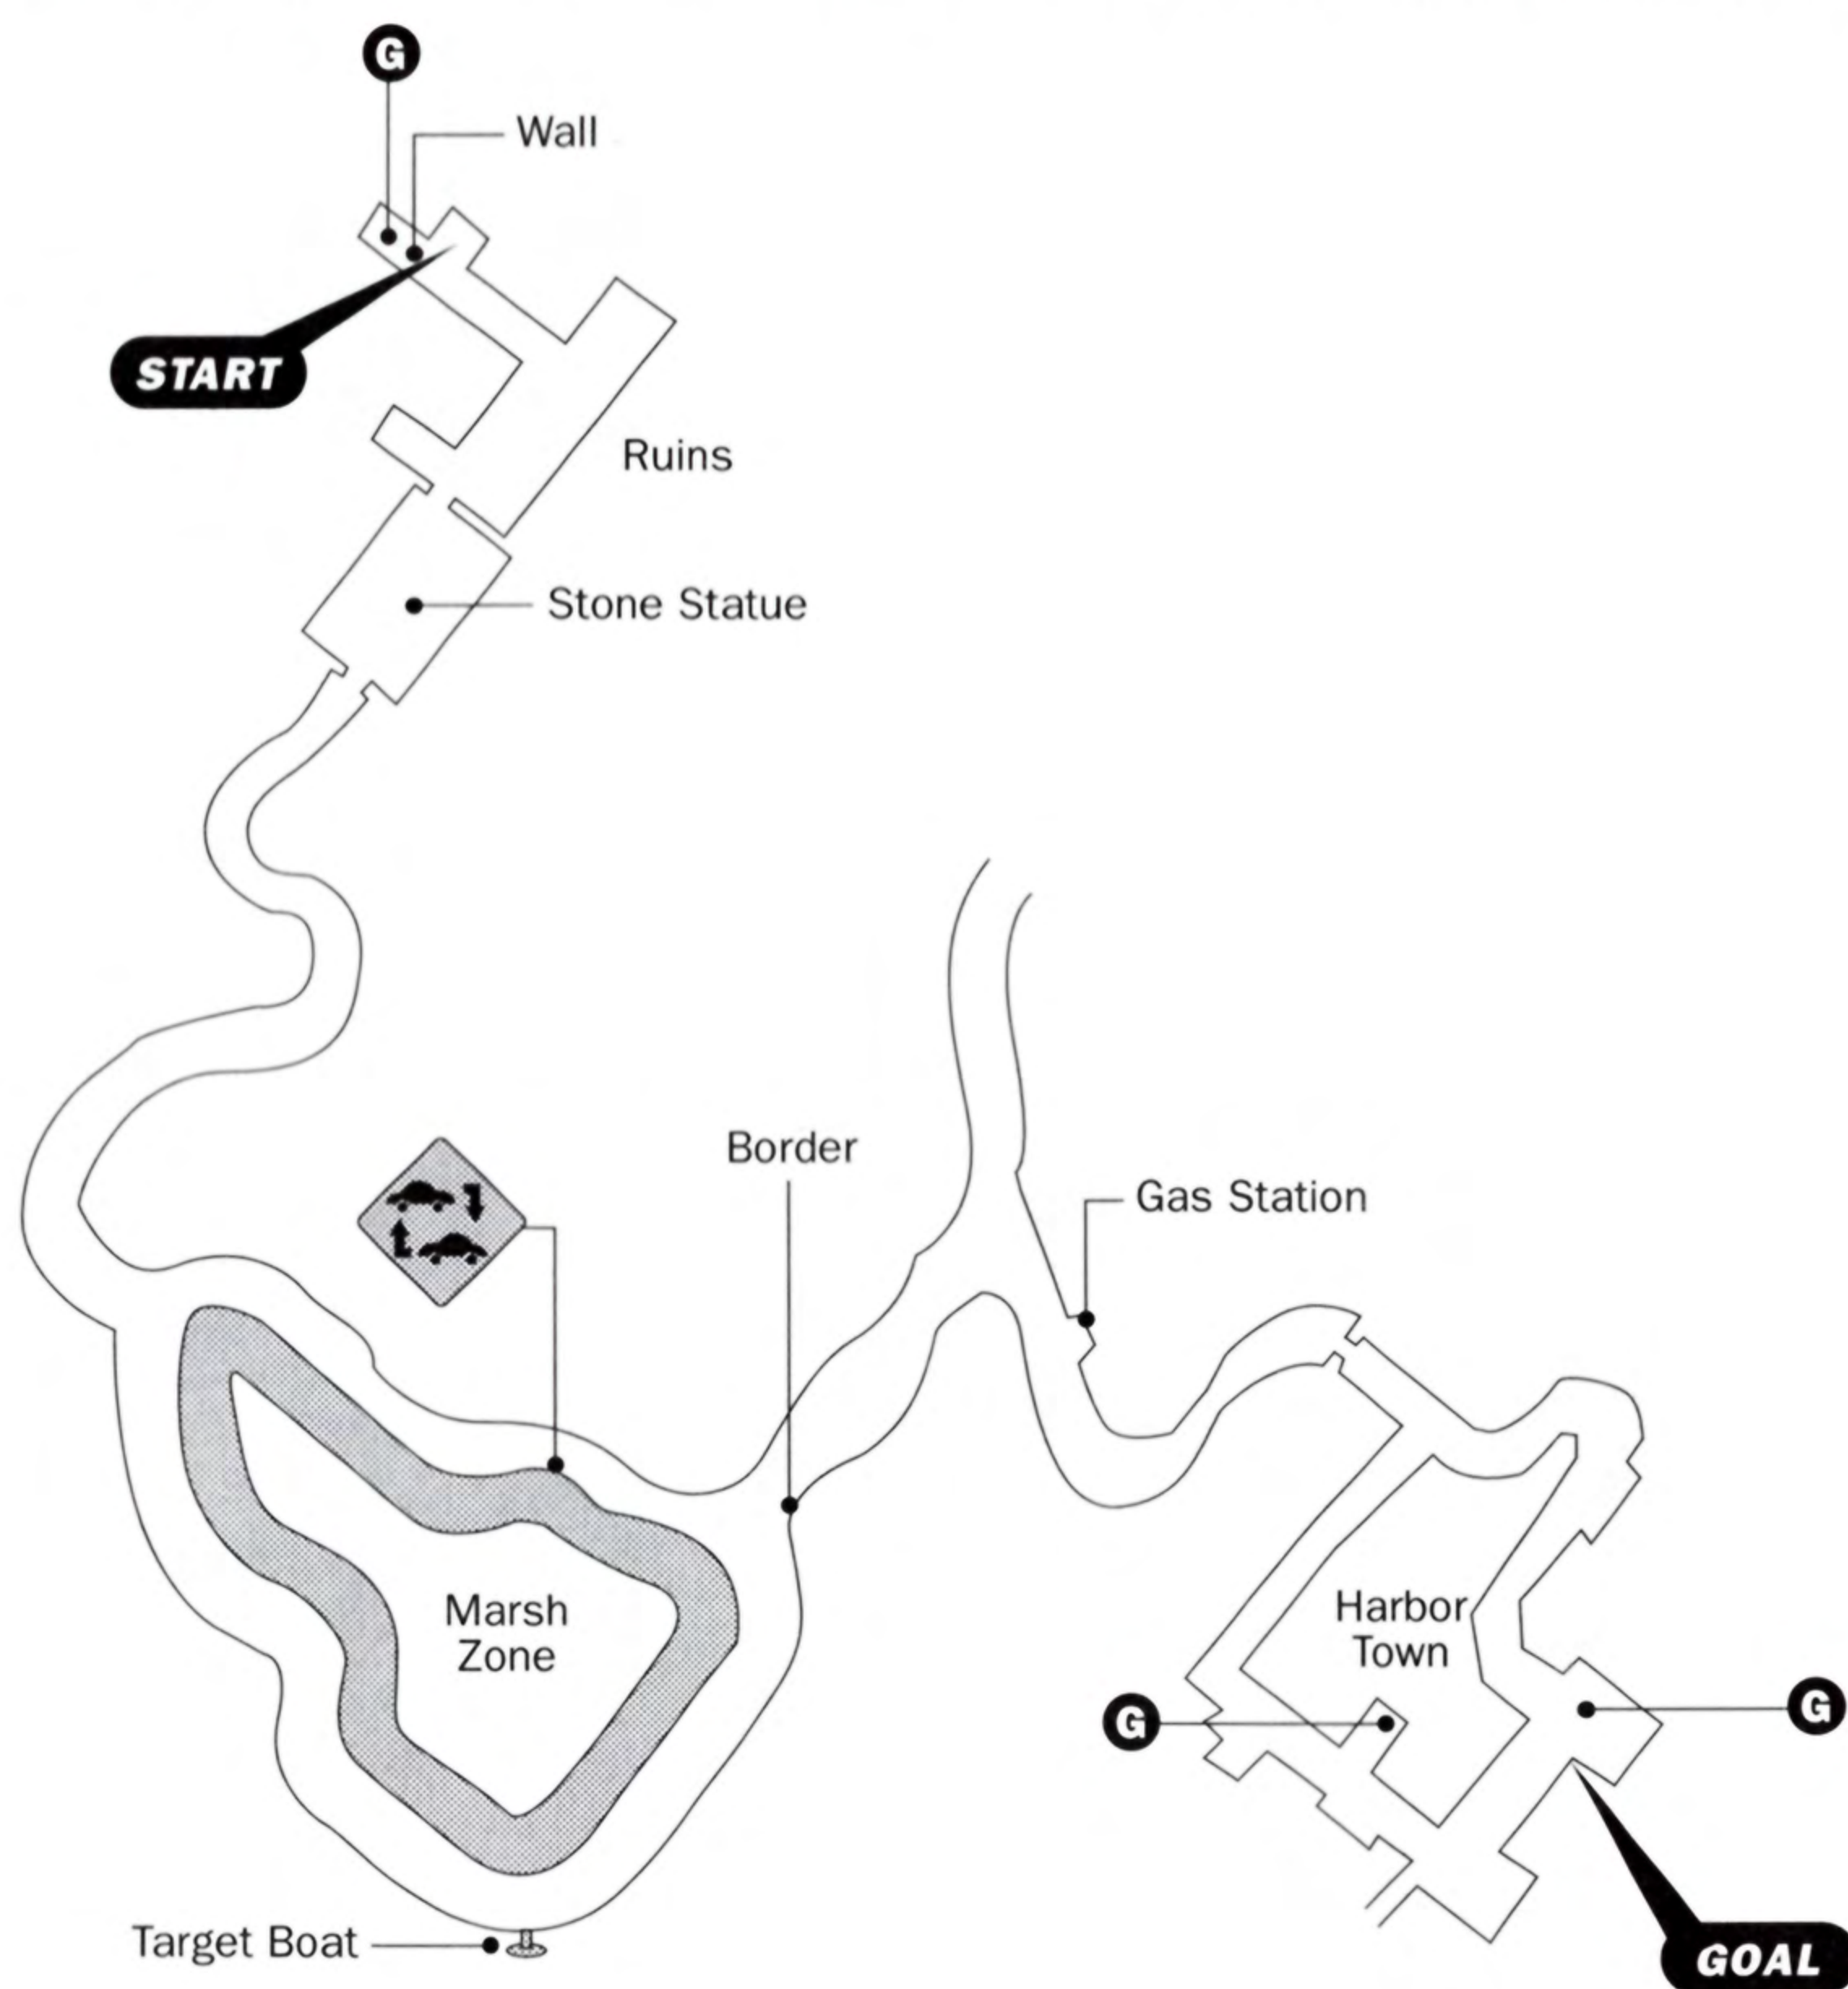 G
Wall
START
Ruins
Stone Statue
Border
Gas Station
Marsh
Zone
Harbor
Town
G
G
Target Boat
GOAL